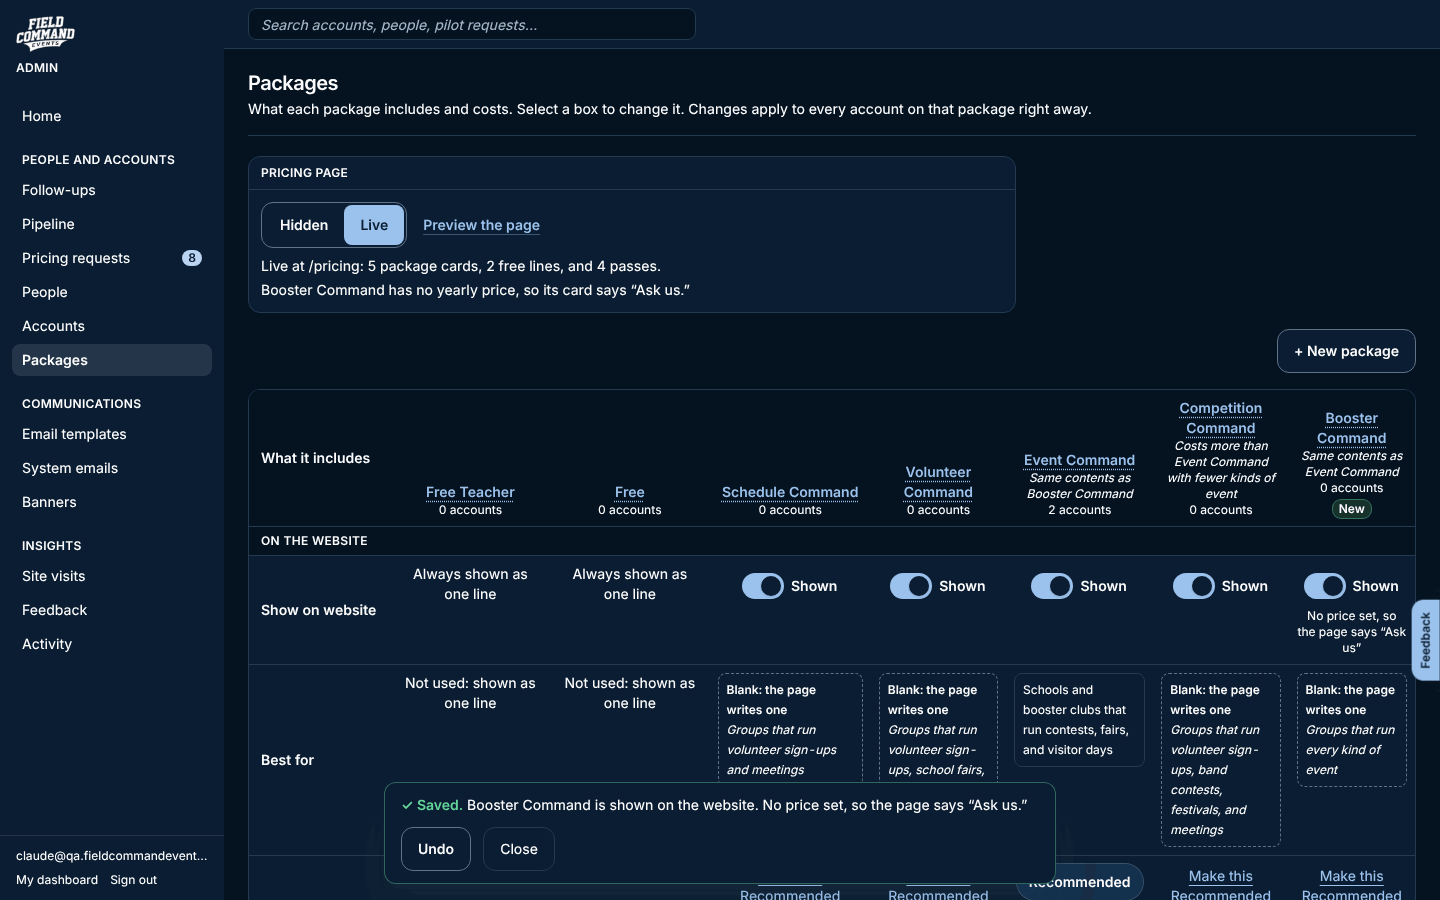 FIELD
COMMAND
EVENTS
ADMIN
Search accounts, people, pilot requests...
Home
PEOPLE AND ACCOUNTS
Follow-ups
Pipeline
Pricing requests 8
People
Accounts
Packages
COMMUNICATIONS
Email templates
System emails
Banners
INSIGHTS
Site visits
Feedback
Activity
claude@qa.fieldcommandevent...
My dashboard Sign out
Packages
What each package includes and costs. Select a box to change it. Changes apply to every account on that package right away.
PRICING PAGE
Hidden Live Preview the page
Live at /pricing: 5 package cards, 2 free lines, and 4 passes.
Booster Command has no yearly price, so its card says “Ask us.”
+ New package
What it includes
Free Teacher
0 accounts
Free
0 accounts
Schedule Command
0 accounts
Volunteer
Command
0 accounts
Event Command
Same contents as
Booster Command
2 accounts
Competition
Command
Costs more than
Event Command
with fewer kinds of
event
0 accounts
Booster
Command
Same contents as
Event Command
0 accounts
New
ON THE WEBSITE
Show on website
Always shown as
one line
Always shown as
one line
Shown
Shown
Shown
Shown
Shown
No price set, so
the page says “Ask
us”
Best for
Not used: shown as
one line
Not used: shown as
one line
Blank: the page
writes one
Groups that run
volunteer sign-ups
and meetings
Blank: the page
writes one
Groups that run
volunteer sign-
ups, school fairs,
Schools and
booster clubs that
run contests, fairs,
and visitor days
Blank: the page
writes one
Groups that run
volunteer sign-
ups, band
contests,
festivals, and
meetings
Blank: the page
writes one
Groups that run
every kind of
event
Recommended
Recommended
Recommended
Make this
Recommended
Make this
Recommended
✓ Saved. Booster Command is shown on the website. No price set, so the page says “Ask us.”
Undo Close
Feedback